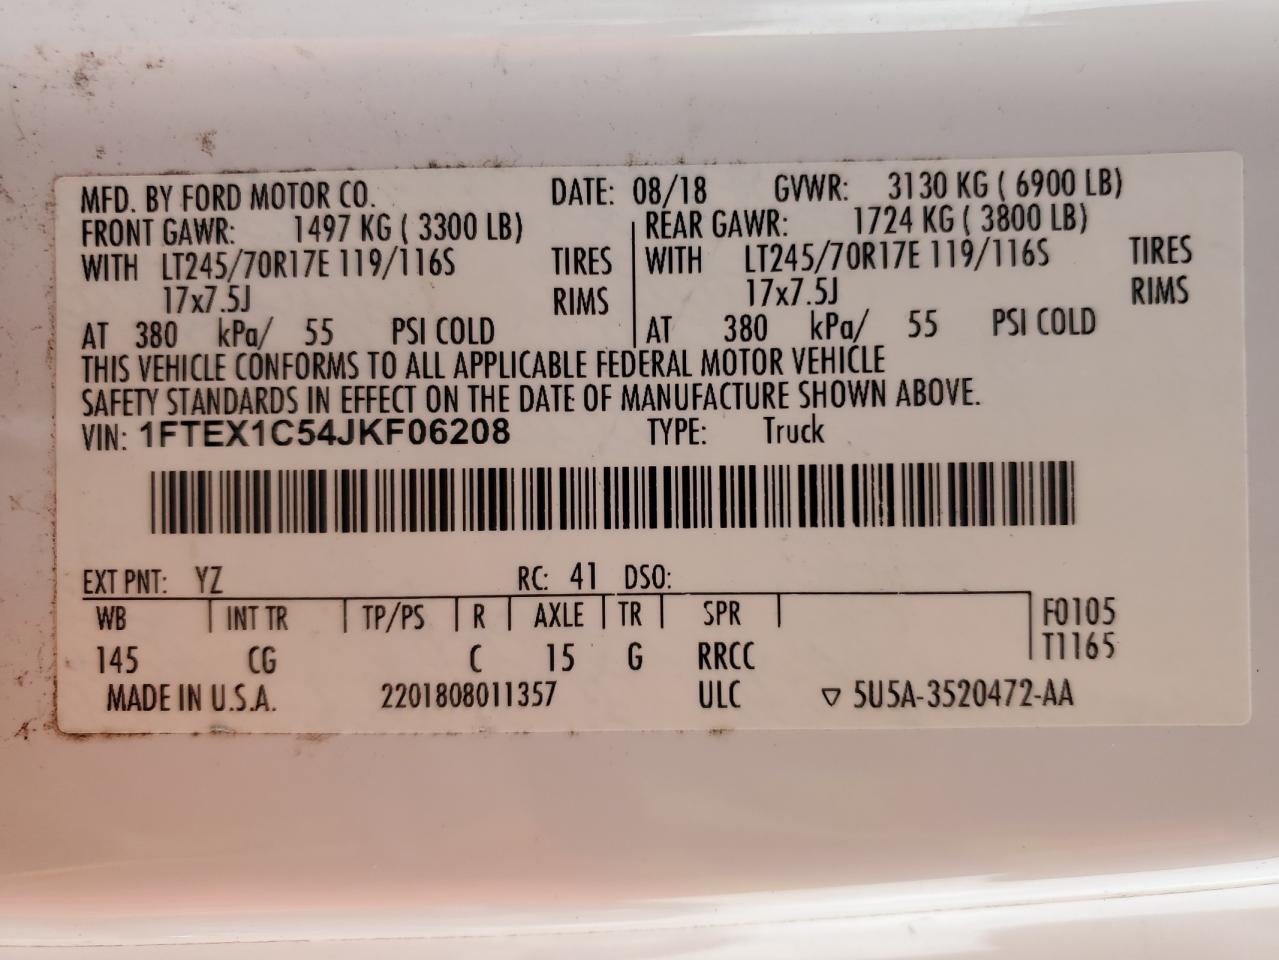 MFD. BY FORD MOTOR CO. DATE: 08/18 GVWR: 3130 KG ( 6900 LB)
FRONT GAWR: 1497 KG ( 3300 LB) REAR GAWR: 1724 KG ( 3800 LB)
WITH LT245/70R17E 119/116S TIRES WITH LT245/70R17E 119/116S TIRES
17x7.5J RIMS 17x7.5J RIMS
AT 380 kPa/ 55 PSI COLD AT 380 kPa/ 55 PSI COLD
THIS VEHICLE CONFORMS TO ALL APPLICABLE FEDERAL MOTOR VEHICLE
SAFETY STANDARDS IN EFFECT ON THE DATE OF MANUFACTURE SHOWN ABOVE.
VIN: 1FTEX1C54JKF06208 TYPE: Truck
EXT PNT: YZ RC: 41 DSO:
WB INT TR TP/PS R AXLE TR SPR F0105
145 CG C 15 G RRCC T1165
MADE IN U.S.A. 2201808011357 ULC ▽ 5U5A-3520472-AA